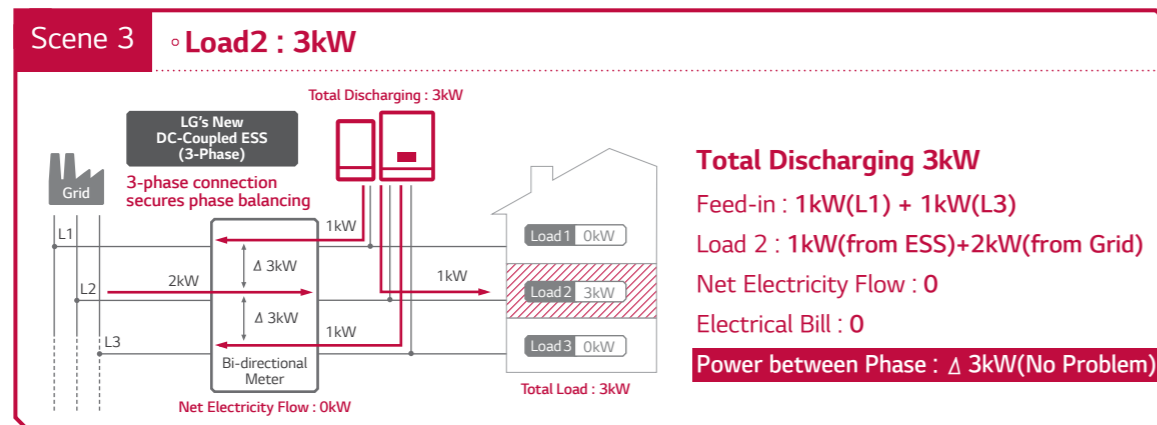 Scene 3
◦ Load2 : 3kW
Total Discharging : 3kW
LG's New
DC-Coupled ESS
(3-Phase)
Grid
3-phase connection
secures phase balancing
L1
1kW
Δ 3kW
L2
2kW
1kW
Δ 3kW
L3
1kW
Bi-directional
Meter
Net Electricity Flow : 0kW
Load 1 0kW
Load 2 3kW
Load 3 0kW
Total Load : 3kW
Total Discharging 3kW
Feed-in : 1kW(L1) + 1kW(L3)
Load 2 : 1kW(from ESS)+2kW(from Grid)
Net Electricity Flow : 0
Electrical Bill : 0
Power between Phase : Δ 3kW(No Problem)